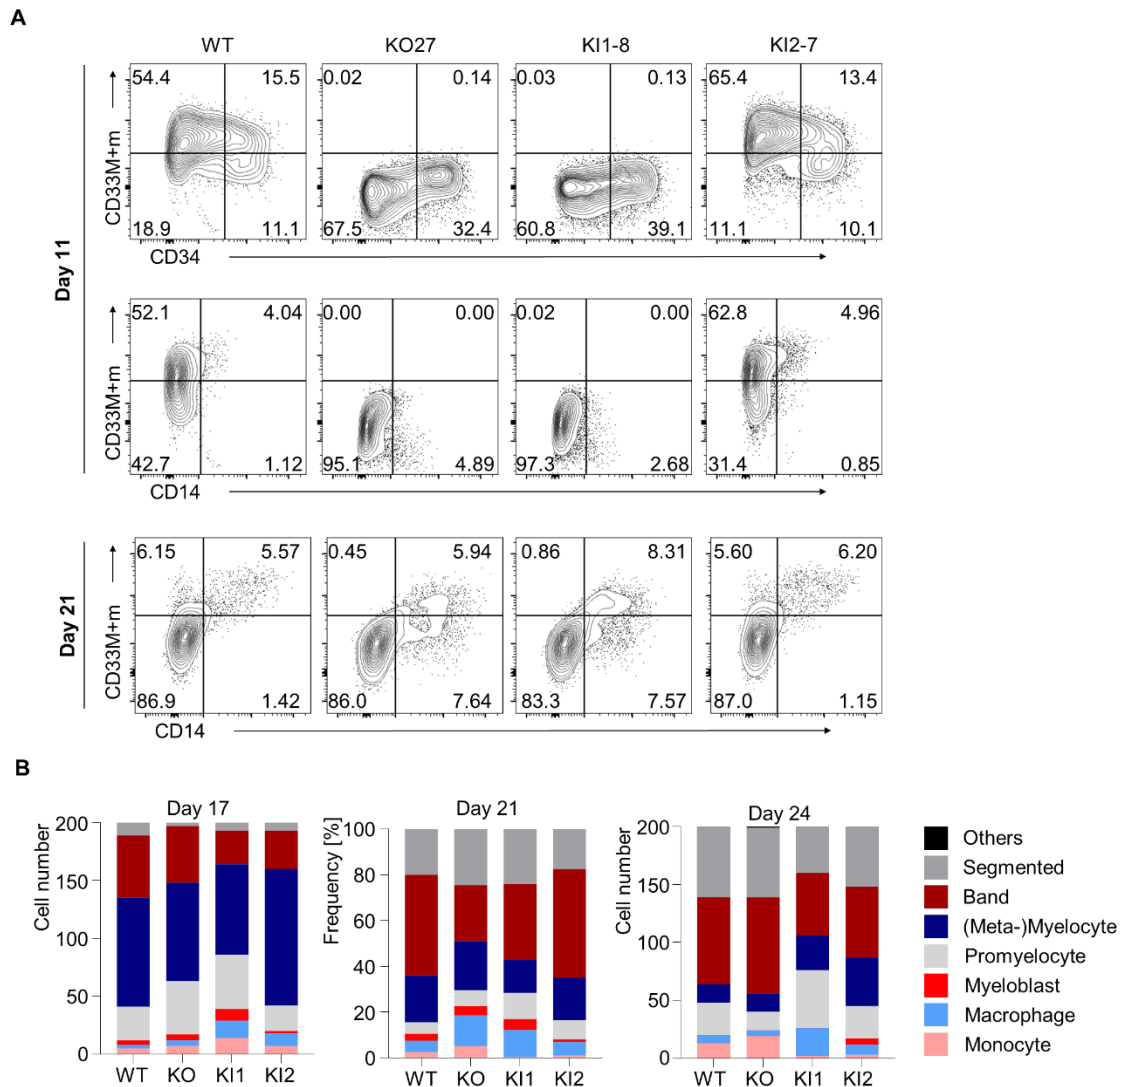 A
WT KO27 KI1-8 KI2-7
Day 11
CD33M+m
54.4 15.5 0.02 0.14 0.03 0.13 65.4 13.4
18.9 11.1 67.5 32.4 60.8 39.1 11.1 10.1
CD34
CD33M+m
52.1 4.04 0.00 0.00 0.02 0.00 62.8 4.96
42.7 1.12 95.1 4.89 97.3 2.68 31.4 0.85
CD14
Day 21
CD33M+m
6.15 5.57 0.45 5.94 0.86 8.31 5.60 6.20
86.9 1.42 86.0 7.64 83.3 7.57 87.0 1.15
CD14
B
Day 17
Cell number
200
150
100
50
0
WT KO KI1 KI2
Day 21
Frequency [%]
100
80
60
40
20
0
WT KO KI1 KI2
Day 24
Cell number
200
150
100
50
0
WT KO KI1 KI2
Others
Segmented
Band
(Meta-)Myelocyte
Promyelocyte
Myeloblast
Macrophage
Monocyte